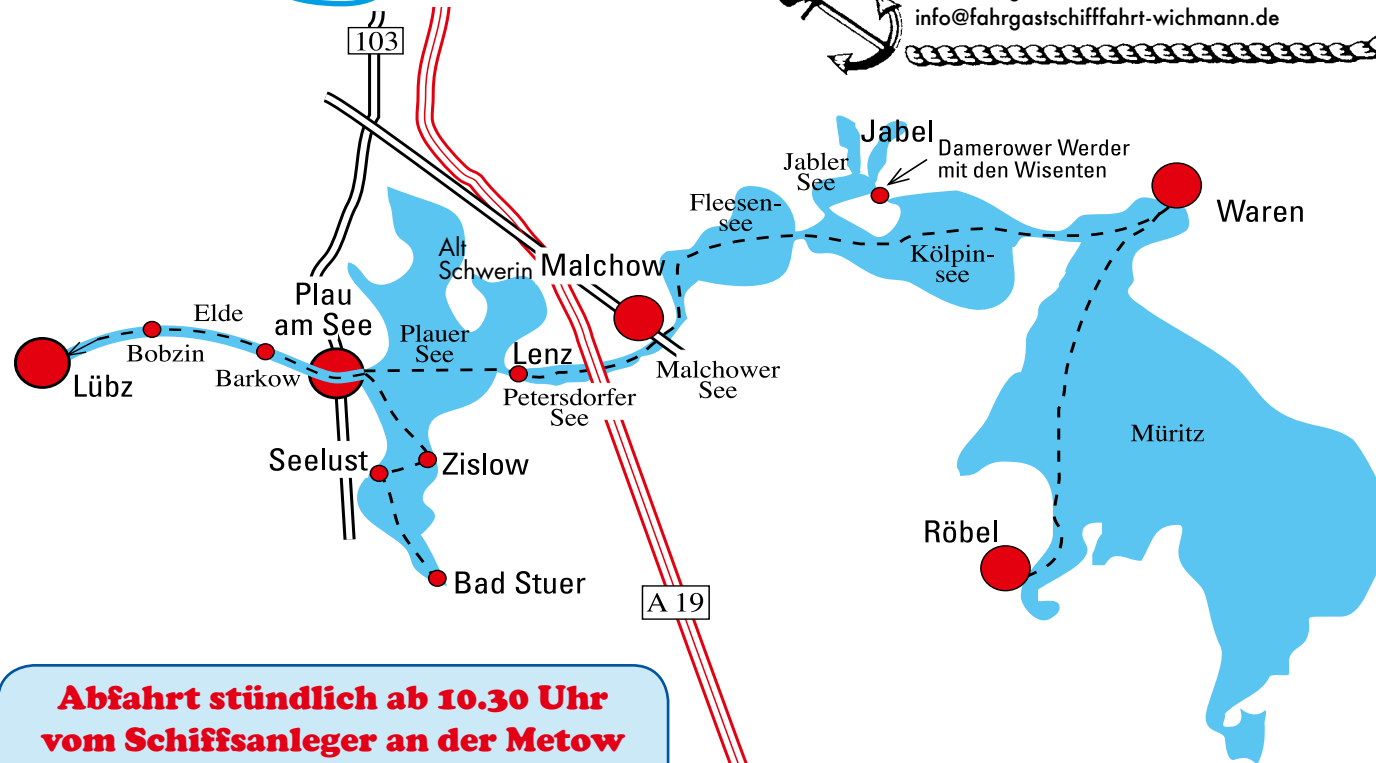 info@fahrgastschifffahrt-wichmann.de
103
Jabel
Damerower Werder
mit den Wisenten
Jabler
See
Fleesen-
see
Waren
Alt
Schwerin
Malchow
Kölpin-
see
Plau
am See
Elde
Plauer
See
Bobzin
Barkow
Lübz
Lenz
Malchower
See
Petersdorfer
See
Müritz
Seelust
Zislow
Röbel
Bad Stuer
A 19
Abfahrt stündlich ab 10.30 Uhr
vom Schiffsanleger an der Metow